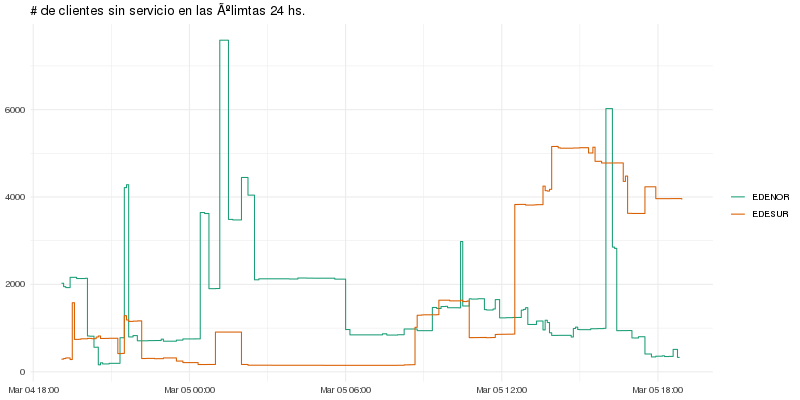 # de clientes sin servicio en las Ãºlimtas 24 hs.
6000
4000
2000
0
Mar 04 18:00 Mar 05 00:00 Mar 05 06:00 Mar 05 12:00 Mar 05 18:00
EDENOR
EDESUR